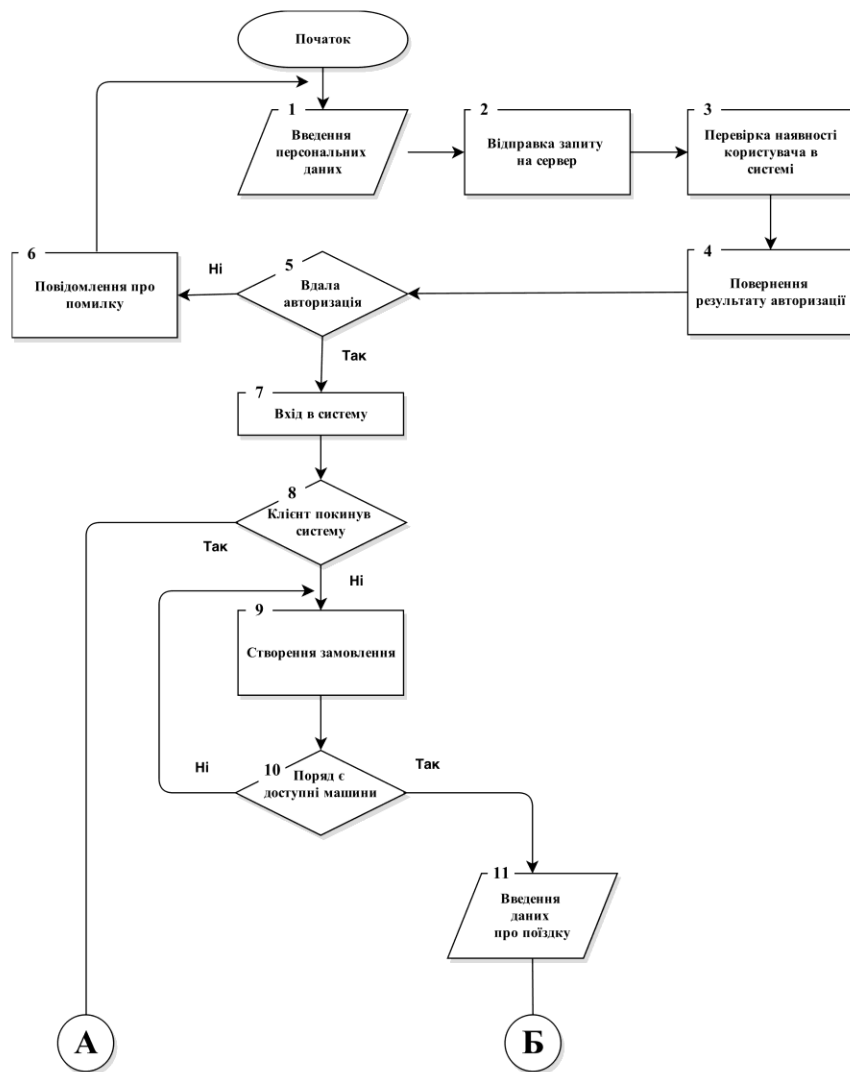 Початок
1
Введення
персональних
даних
2
Відправка запиту
на сервер
3
Перевірка наявності
користувача в
системі
6
Повідомлення про
помилку
Ні
5
Вдала
авторизація
4
Повернення
результату авторизації
Так
7
Вхід в систему
8
Клієнт покинув
систему
Так
Ні
9
Створення замовлення
Ні
10
Поряд є
доступні машини
Так
11
Введення
даних
про поїздку
А
Б